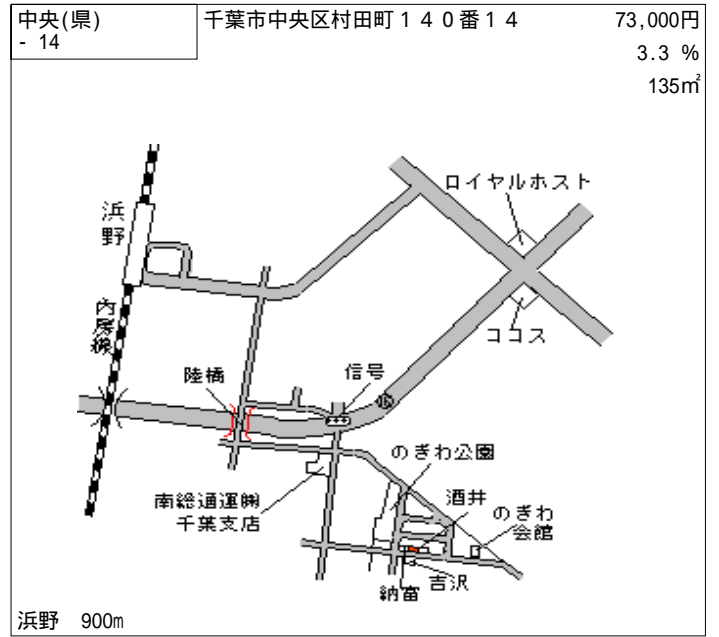 中央(県)
- 14
千葉市中央区村田町140番14
73,000円
3.3 %
135㎡
ロイヤルホスト
浜野
内房線
ココス
陸橋
信号
16
のぎわ公園
南総通運㈱
千葉支店
酒井
のぎわ
会館
吉沢
納富
浜野 900m